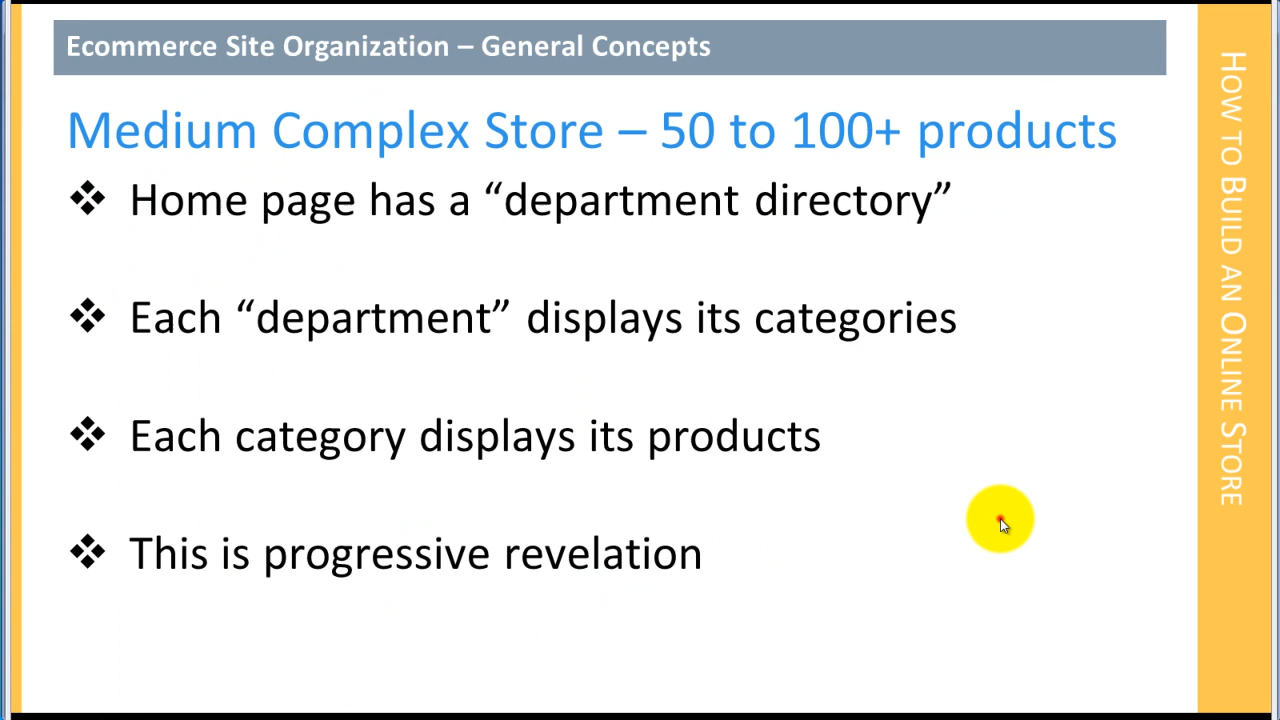 Ecommerce Site Organization – General Concepts
Medium Complex Store – 50 to 100+ products
❖ Home page has a “department directory”
❖ Each “department” displays its categories
❖ Each category displays its products
❖ This is progressive revelation
How to Build an Online Store